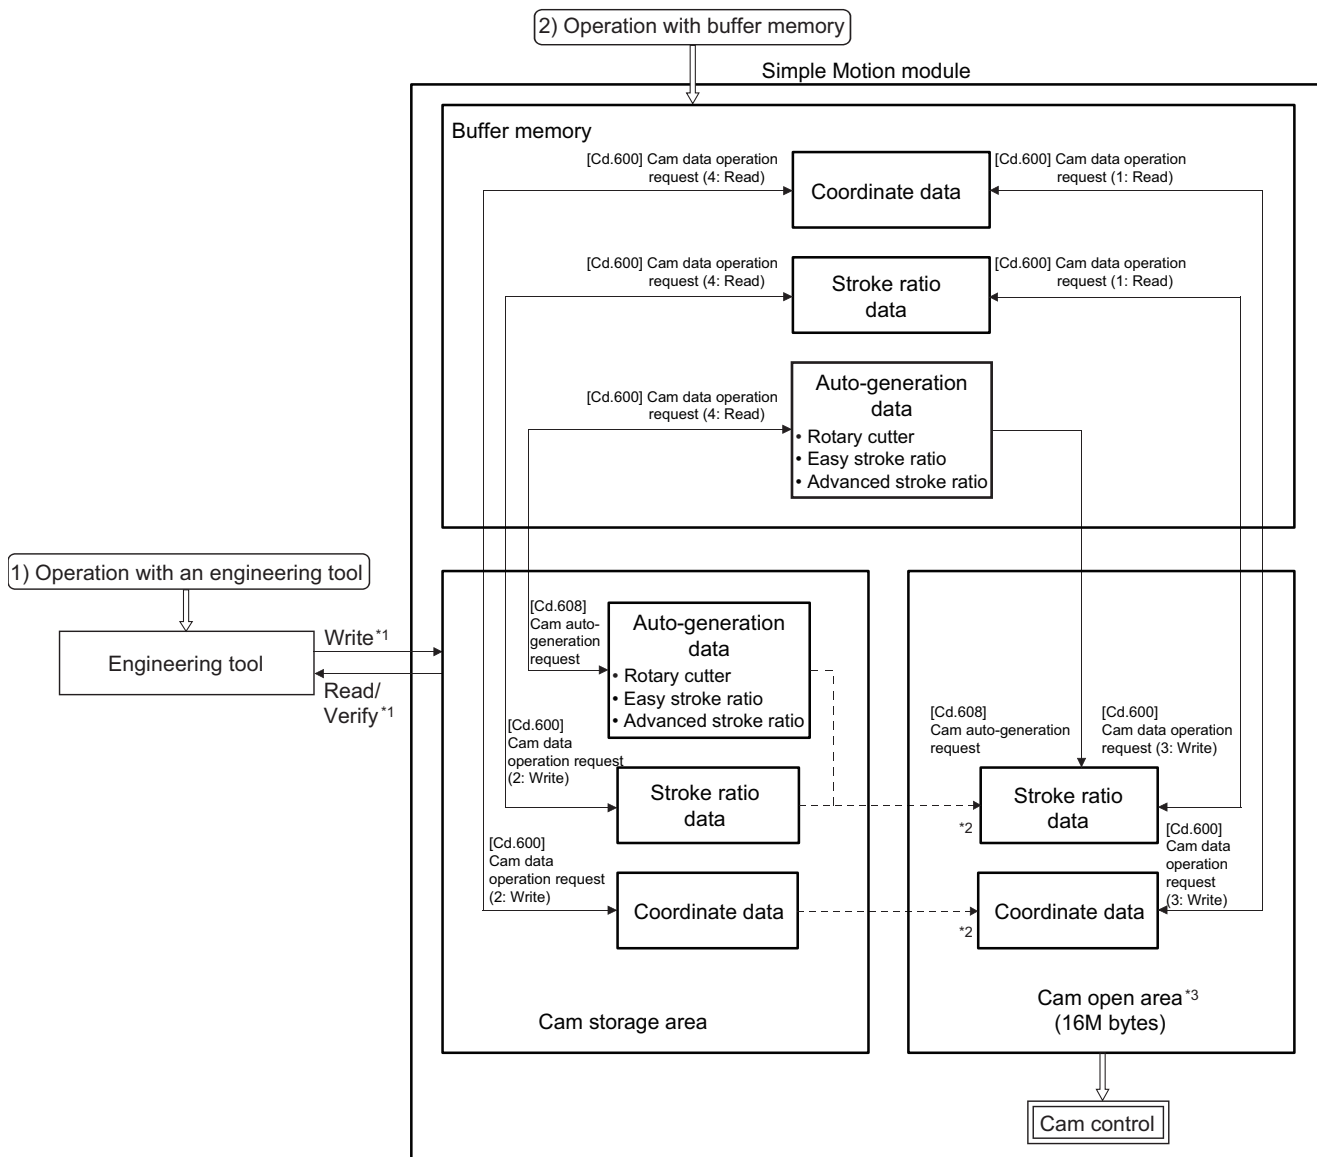 2) Operation with buffer memory
Simple Motion module
Buffer memory
[Cd.600] Cam data operation
request (4: Read)
Coordinate data
[Cd.600] Cam data operation
request (1: Read)
[Cd.600] Cam data operation
request (4: Read)
Stroke ratio
data
[Cd.600] Cam data operation
request (1: Read)
[Cd.600] Cam data operation
request (4: Read)
Auto-generation
data
• Rotary cutter
• Easy stroke ratio
• Advanced stroke ratio
1) Operation with an engineering tool
Engineering tool
Write*1
Read/
Verify*1
[Cd.608]
Cam auto-
generation
request
Auto-generation
data
• Rotary cutter
• Easy stroke ratio
• Advanced stroke ratio
[Cd.600]
Cam data
operation request
(2: Write)
Stroke ratio
data
[Cd.600]
Cam data
operation request
(2: Write)
Coordinate data
Cam storage area
[Cd.608]
Cam auto-generation
request
[Cd.600]
Cam data operation
request (3: Write)
Stroke ratio
data
*2
[Cd.600]
Cam data
operation
request
(3: Write)
Coordinate data
*2
Cam open area*3
(16M bytes)
Cam control